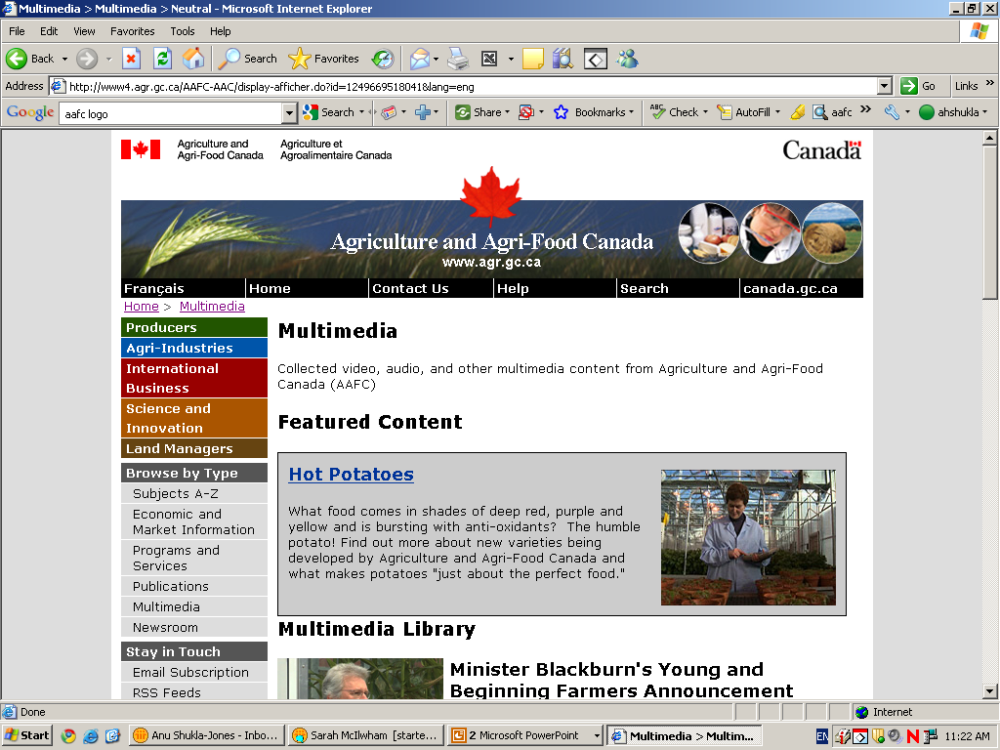 Multimedia > Multimedia > Neutral - Microsoft Internet Explorer
File Edit View Favorites Tools Help
Back Search Favorites
Address http://www4.agr.gc.ca/AAFC-AAC/display-afficher.do?id=1249669518041&lang=eng Go Links »
Google aafc logo Search Share Bookmarks ABC Check AutoFill aafc » ahshukla
Agriculture and Agriculture et Canada
Agri-Food Canada Agroalimentaire Canada
Agriculture and Agri-Food Canada
www.agr.gc.ca
Français Home Contact Us Help Search canada.gc.ca
Home > Multimedia
Producers
Agri-Industries
International
Business
Science and
Innovation
Land Managers
Browse by Type
Subjects A-Z
Economic and
Market Information
Programs and
Services
Publications
Multimedia
Newsroom
Stay in Touch
Email Subscription
RSS Feeds
Multimedia
Collected video, audio, and other multimedia content from Agriculture and Agri-Food
Canada (AAFC)
Featured Content
Hot Potatoes
What food comes in shades of deep red, purple and
yellow and is bursting with anti-oxidants?  The humble
potato! Find out more about new varieties being
developed by Agriculture and Agri-Food Canada and
what makes potatoes "just about the perfect food."
Multimedia Library
Minister Blackburn's Young and
Beginning Farmers Announcement
Done Internet
Start Anu Shukla-Jones - Inbo... Sarah McIlwham [starte... 2 Microsoft PowerPoint Multimedia > Multim... EN N 11:22 AM